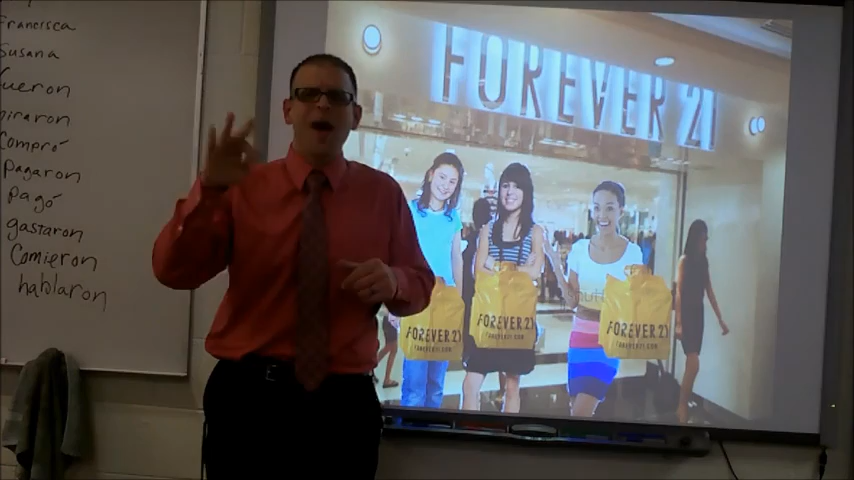 Francisca
Susana
fueron
miraron
Compró
Pagaron
pagó
gastaron
Comieron
hablaron
FOREVER 21
FOREVER 21
FOREVER 21
FOREVER 21